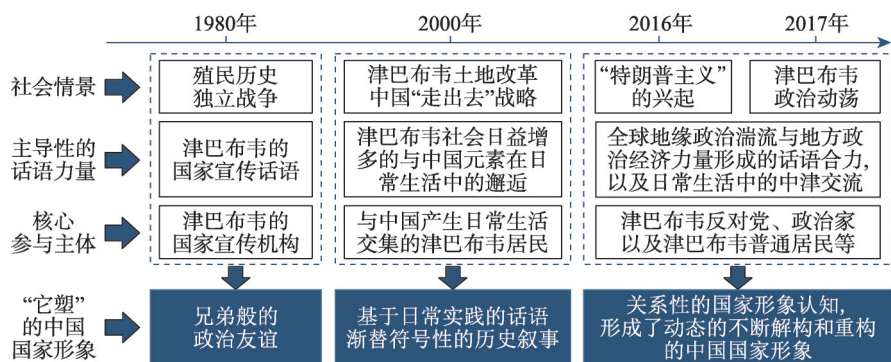 1980年
2000年
2016年
2017年
社会情景
殖民历史
独立战争
津巴布韦土地改革
中国“走出去”战略
“特朗普主义”
的兴起
津巴布韦
政治动荡
主导性的
话语力量
津巴布韦的
国家宣传话语
津巴布韦社会日益增
多的与中国元素在日
常生活中的邂逅
全球地缘政治湍流与地方政
治经济力量形成的话语合力,
以及日常生活中的中津交流
核心
参与主体
津巴布韦的
国家宣传机构
与中国产生日常生活
交集的津巴布韦居民
津巴布韦反对党、政治家
以及津巴布韦普通居民等
“它塑”
的中国
国家形象
兄弟般的
政治友谊
基于日常实践的话语
渐替符号性的历史叙事
关系性的国家形象认知,
形成了动态的不断解构和重构
的中国国家形象